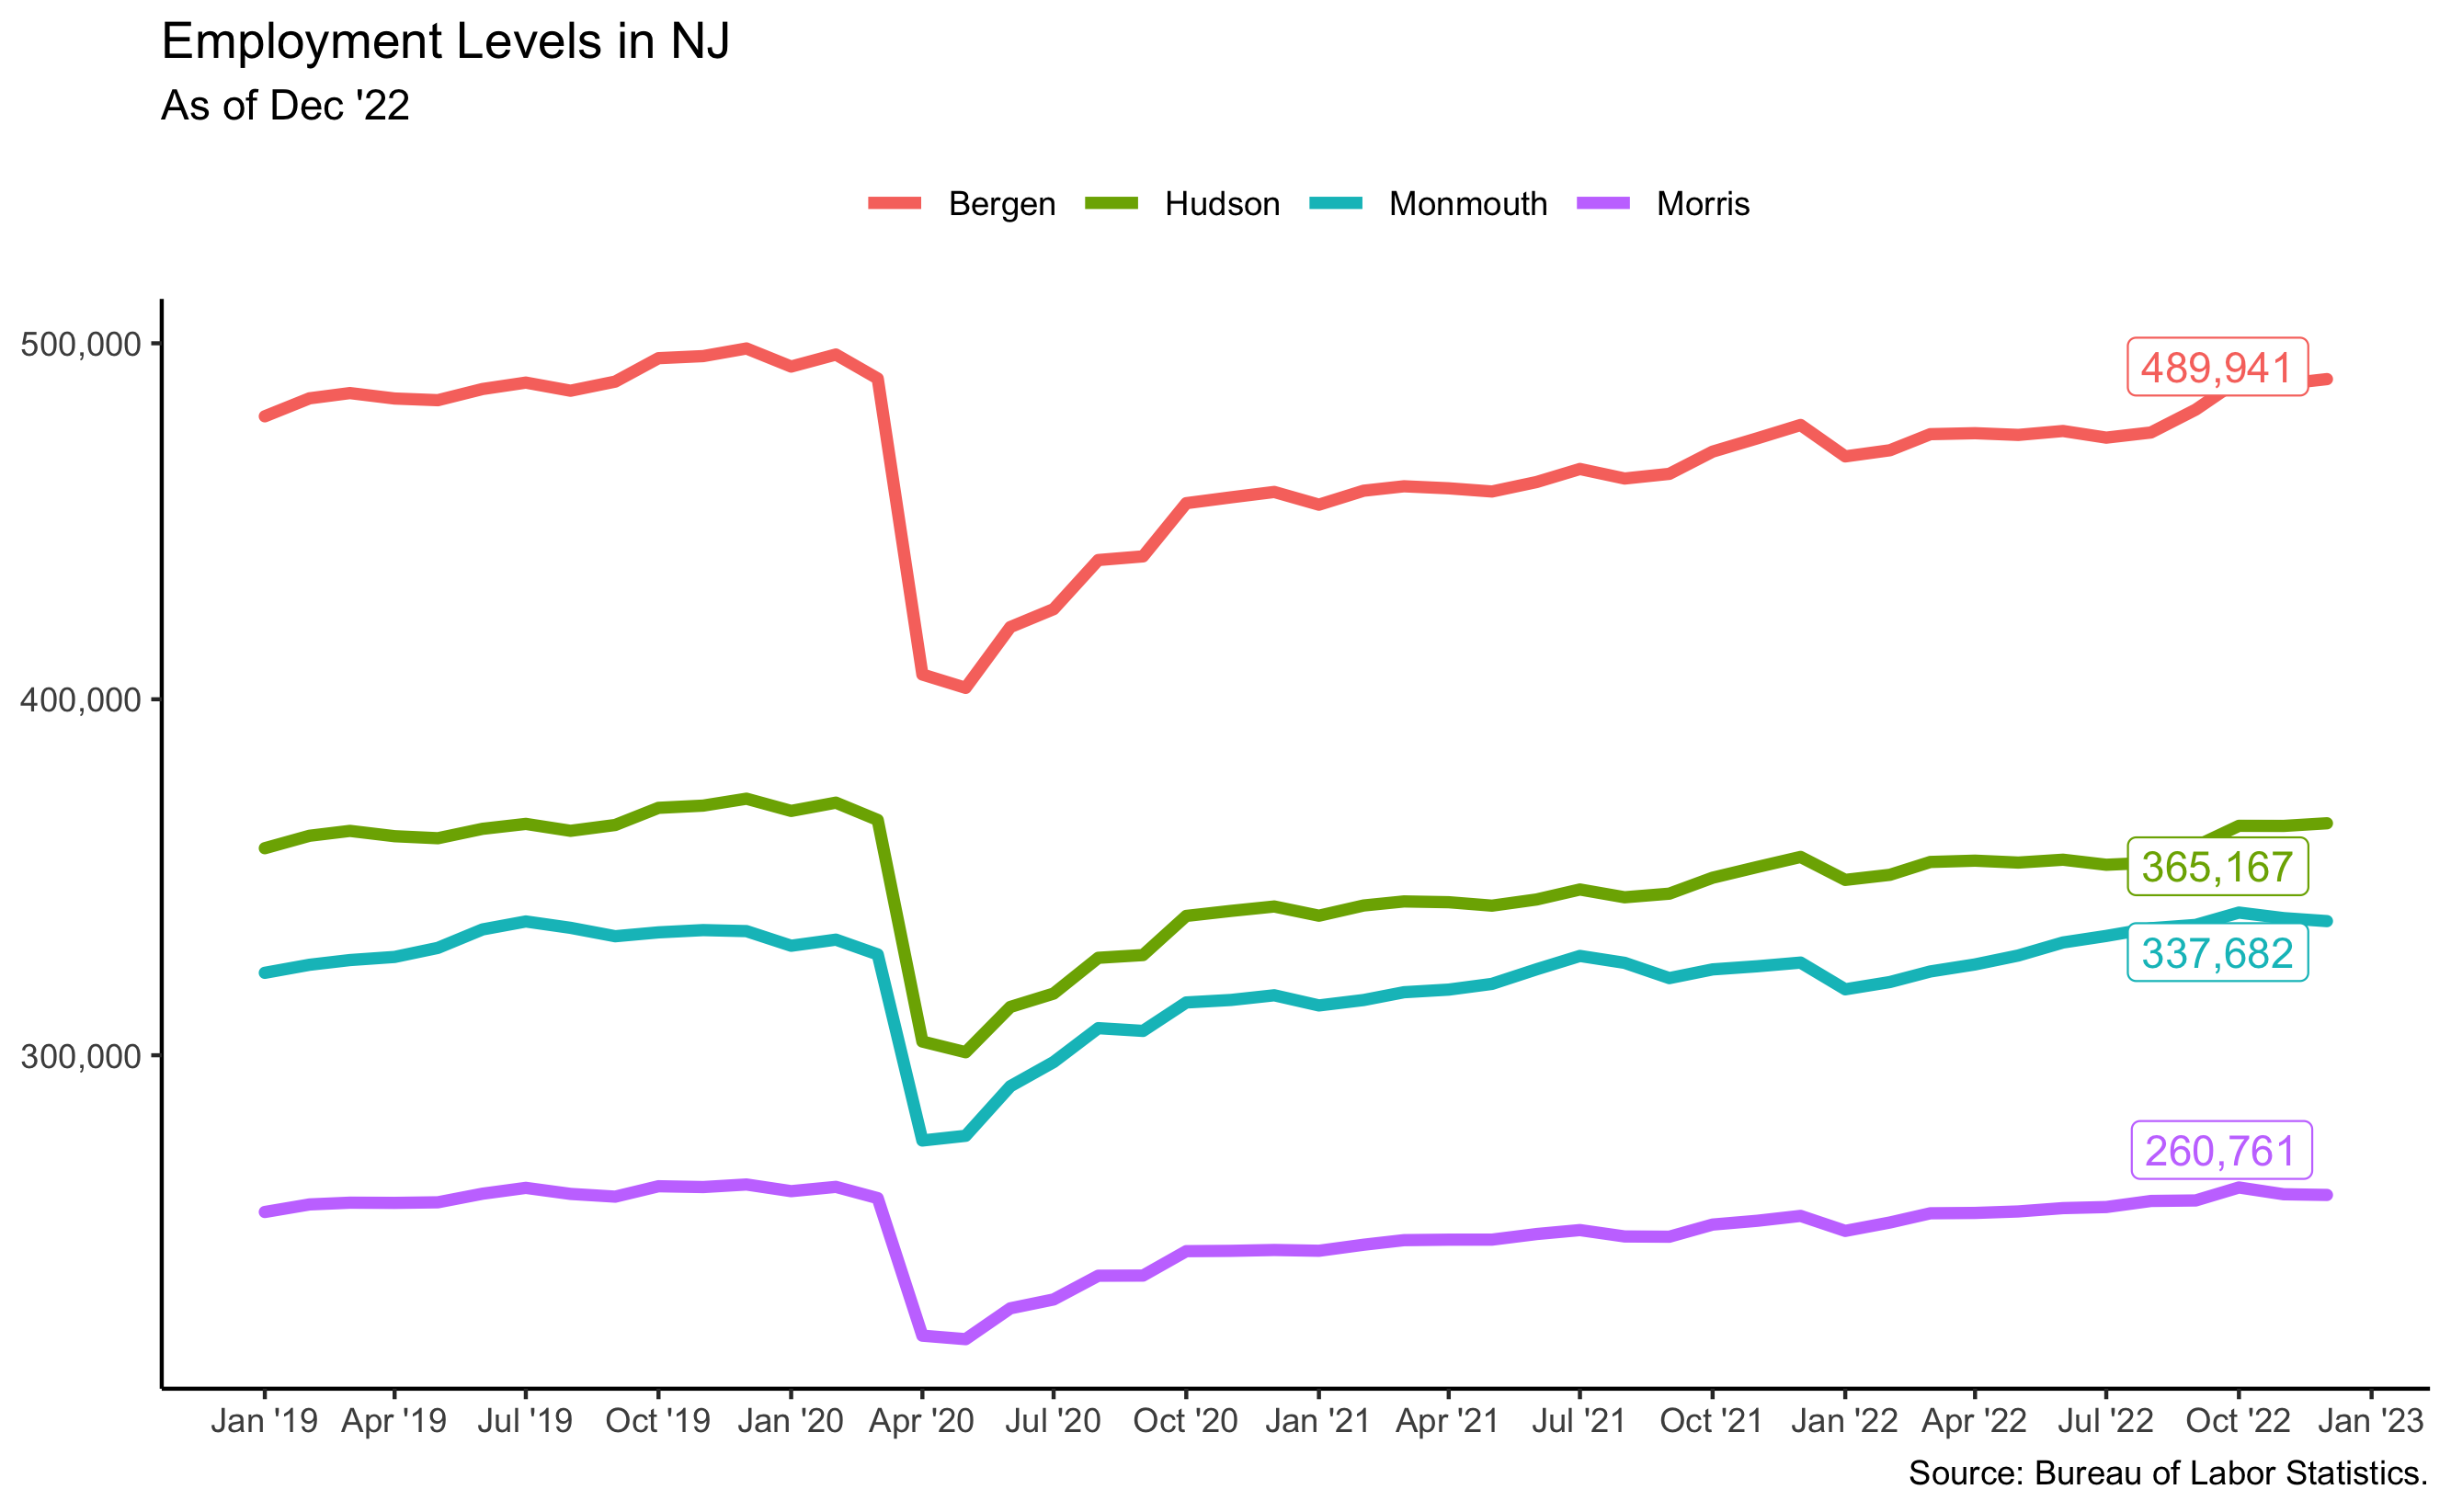 Employment Levels in NJ
As of Dec '22
Bergen Hudson Monmouth Morris
500,000
400,000
300,000
489,941
365,167
337,682
260,761
Jan '19 Apr '19 Jul '19 Oct '19 Jan '20 Apr '20 Jul '20 Oct '20 Jan '21 Apr '21 Jul '21 Oct '21 Jan '22 Apr '22 Jul '22 Oct '22 Jan '23
Source: Bureau of Labor Statistics.